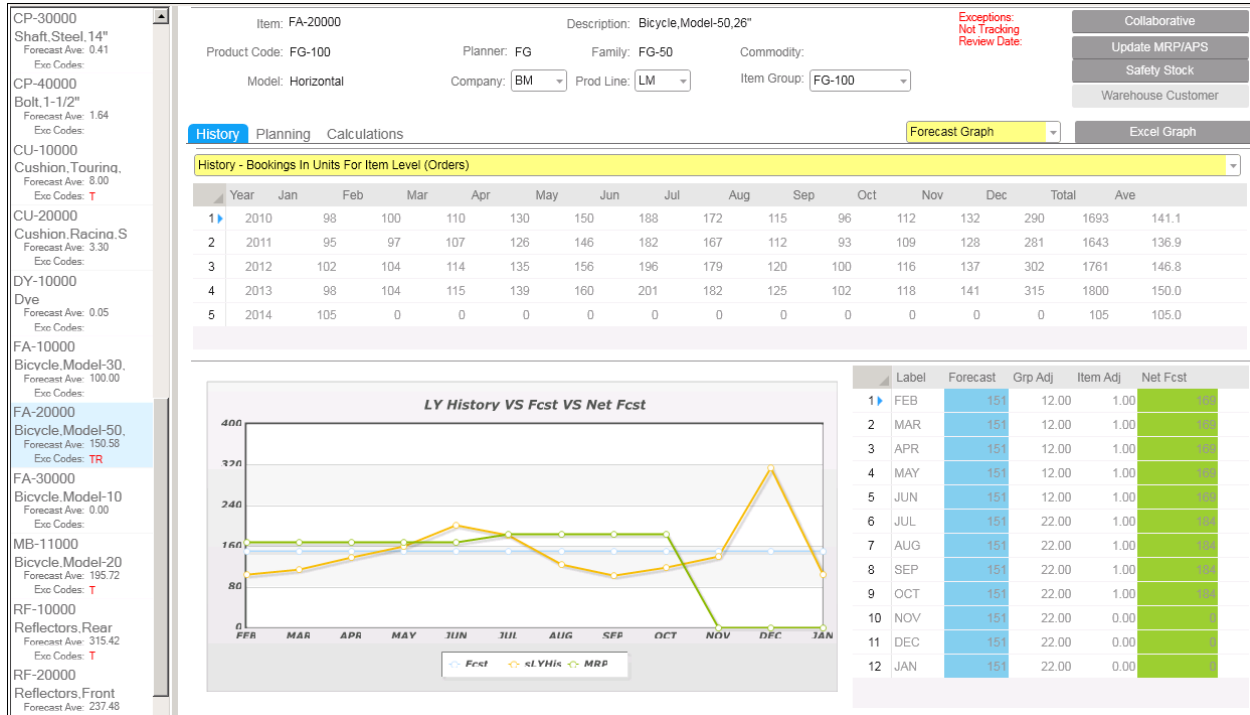 CP-30000
Shaft,Steel,14"
Forecast Ave: 0.41
Exc Codes:
CP-40000
Bolt,1-1/2"
Forecast Ave: 1.64
Exc Codes:
CU-10000
Cushion,Touring,
Forecast Ave: 8.00
Exc Codes: T
CU-20000
Cushion,Racing,S
Forecast Ave: 3.30
Exc Codes:
DY-10000
Dye
Forecast Ave: 0.05
Exc Codes:
FA-10000
Bicycle,Model-30,
Forecast Ave: 100.00
Exc Codes:
FA-20000
Bicycle,Model-50,
Forecast Ave: 150.58
Exc Codes: TR
FA-30000
Bicycle,Model-10
Forecast Ave: 0.00
Exc Codes:
MB-11000
Bicycle,Model-20
Forecast Ave: 195.72
Exc Codes: T
RF-10000
Reflectors,Rear
Forecast Ave: 315.42
Exc Codes: T
RF-20000
Reflectors,Front
Forecast Ave: 237.48
Item: FA-20000 Description: Bicycle,Model-50,26"
Product Code: FG-100 Planner: FG Family: FG-50 Commodity:
Model: Horizontal Company: BM Prod Line: LM Item Group: FG-100
Exceptions:
Not Tracking
Review Date:
Collaborative
Update MRP/APS
Safety Stock
Warehouse Customer
History Planning Calculations Forecast Graph Excel Graph
History - Bookings In Units For Item Level (Orders)
Year Jan Feb Mar Apr May Jun Jul Aug Sep Oct Nov Dec Total Ave
1 2010 98 100 110 130 150 188 172 115 96 112 132 290 1693 141.1
2 2011 95 97 107 126 146 182 167 112 93 109 128 281 1643 136.9
3 2012 102 104 114 135 156 196 179 120 100 116 137 302 1761 146.8
4 2013 98 104 115 139 160 201 182 125 102 118 141 315 1800 150.0
5 2014 105 0 0 0 0 0 0 0 0 0 0 0 105 105.0
LY History VS Fcst VS Net Fcst
400
320
240
160
80
0
FEB MAR APR MAY JUN JUL AUG SEP OCT NOV DEC JAN
Fcst sLYHis MRP
Label Forecast Grp Adj Item Adj Net Fcst
1 FEB 151 12.00 1.00 169
2 MAR 151 12.00 1.00 169
3 APR 151 12.00 1.00 169
4 MAY 151 12.00 1.00 169
5 JUN 151 12.00 1.00 169
6 JUL 151 22.00 1.00 184
7 AUG 151 22.00 1.00 184
8 SEP 151 22.00 1.00 184
9 OCT 151 22.00 1.00 184
10 NOV 151 22.00 0.00 0
11 DEC 151 22.00 0.00 0
12 JAN 151 22.00 0.00 0